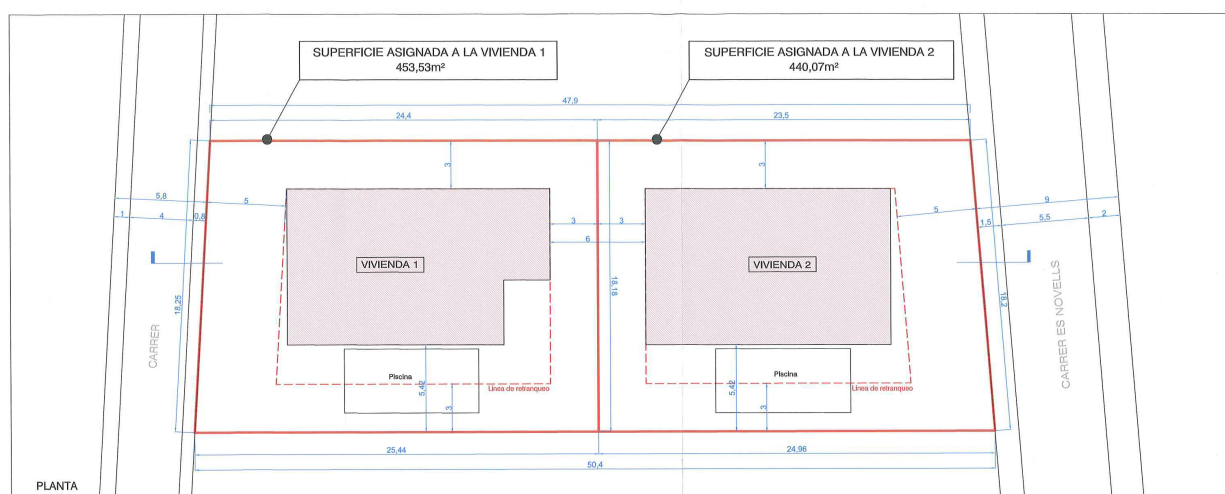 SUPERFICIE ASIGNADA A LA VIVIENDA 1
453,53m²
SUPERFICIE ASIGNADA A LA VIVIENDA 2
440,07m²
47,9
24,4
23,5
3
3
5,8
5
1
4
0,8
3
3
6
5
9
1,5
5,5
2
VIVIENDA 1
VIVIENDA 2
18,25
18,18
18,2
CARRER
CARRER ES NOVELLS
Piscina
5,42
3
Línea de retranqueo
Piscina
5,42
3
Línea de retranqueo
25,44
24,96
50,4
PLANTA